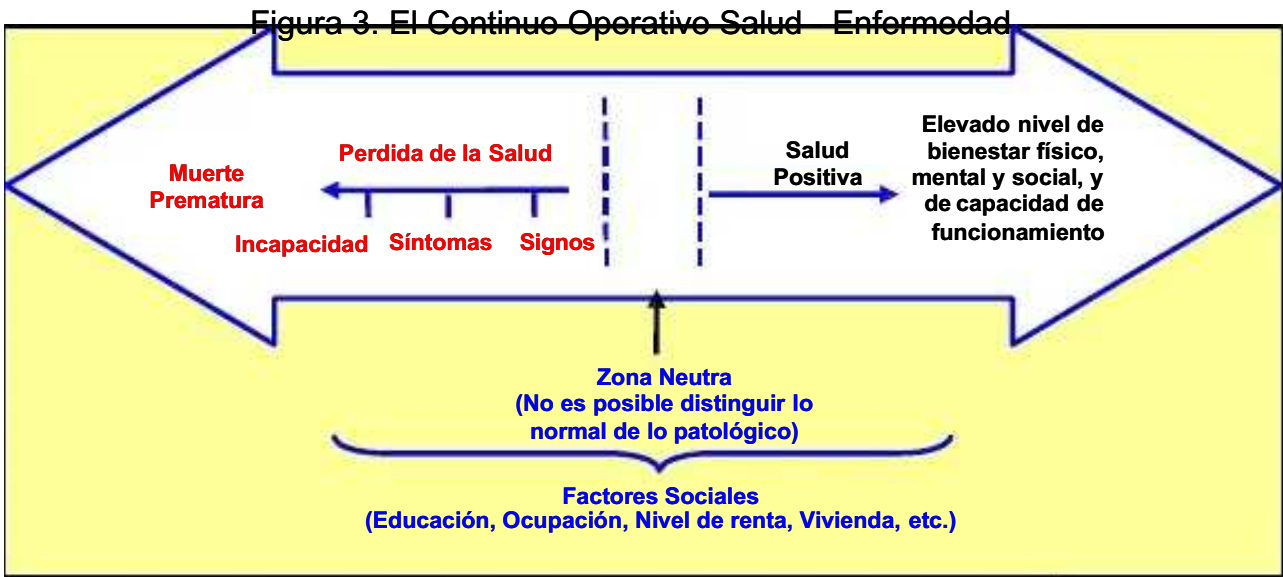 Figura 3. El Continuo Operativo Salud - Enfermedad
Perdida de la Salud
Muerte
Prematura
Incapacidad
Síntomas
Signos
Salud
Positiva
Elevado nivel de
bienestar físico,
mental y social, y
de capacidad de
funcionamiento
Zona Neutra
(No es posible distinguir lo
normal de lo patológico)
Factores Sociales
(Educación, Ocupación, Nivel de renta, Vivienda, etc.)